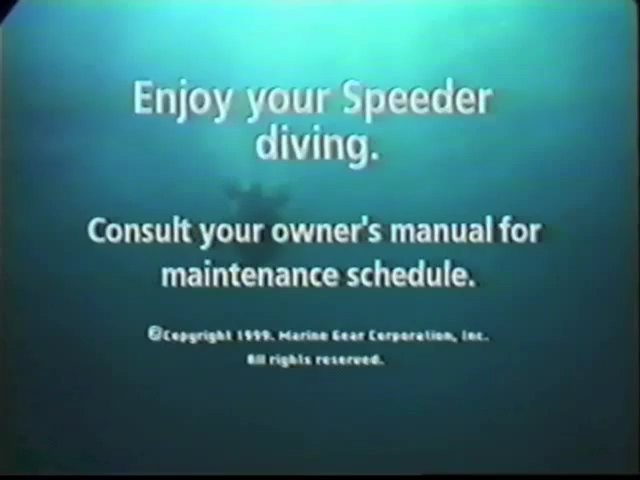 Enjoy your Speeder
diving.
Consult your owner's manual for
maintenance schedule.
©Copyright 1999. Marine Gear Corporation, Inc.
All rights reserved.